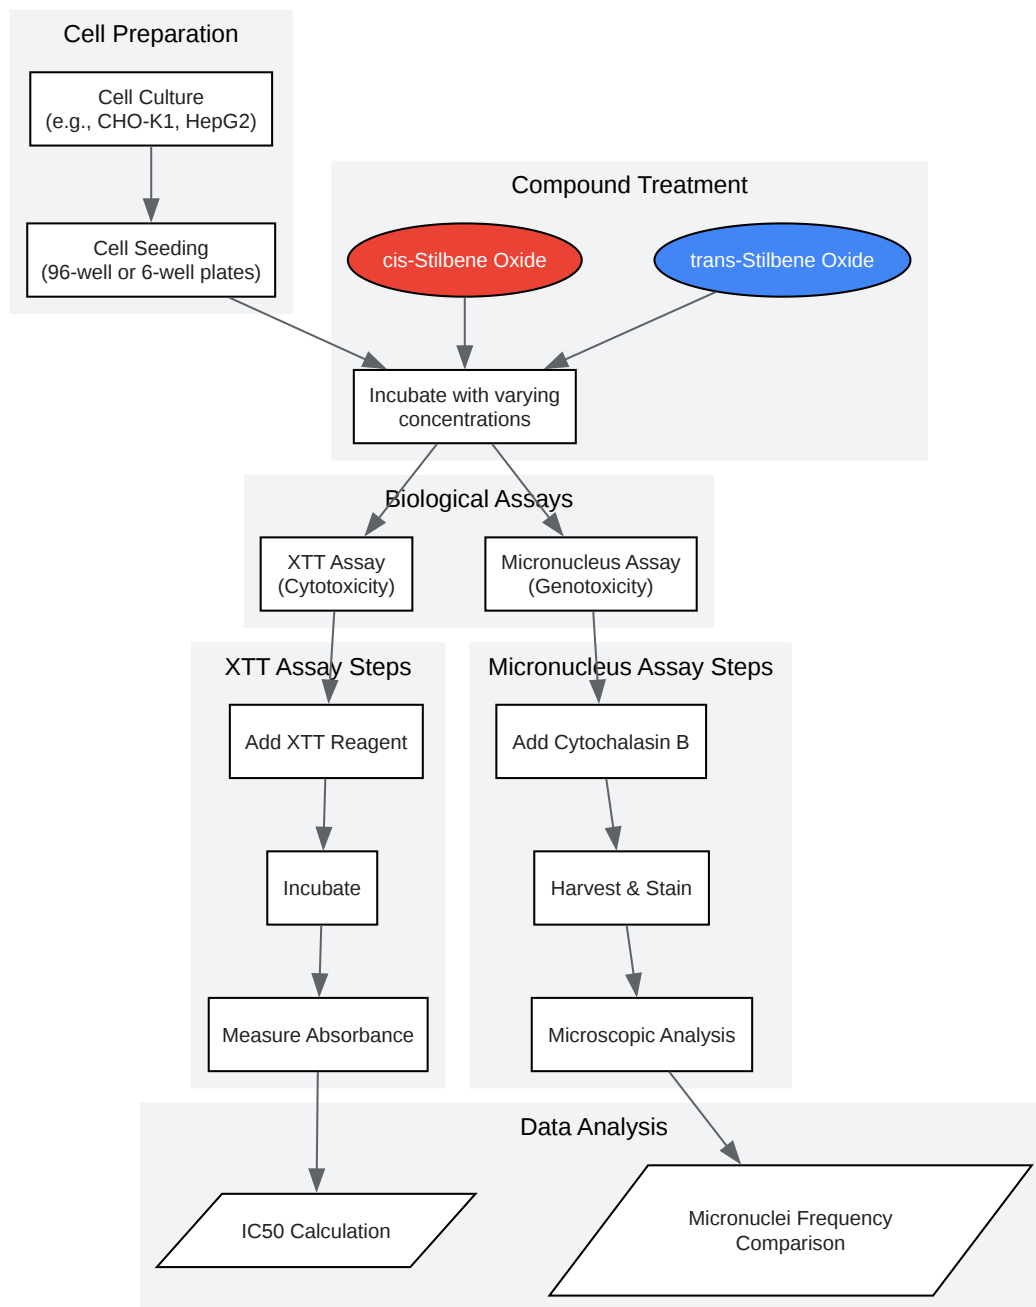 Cell Preparation
Cell Culture
(e.g., CHO-K1, HepG2)
Cell Seeding
(96-well or 6-well plates)
Compound Treatment
cis-Stilbene Oxide
trans-Stilbene Oxide
Incubate with varying
concentrations
Biological Assays
XTT Assay
(Cytotoxicity)
Micronucleus Assay
(Genotoxicity)
XTT Assay Steps
Add XTT Reagent
Incubate
Measure Absorbance
Micronucleus Assay Steps
Add Cytochalasin B
Harvest & Stain
Microscopic Analysis
Data Analysis
IC50 Calculation
Micronuclei Frequency
Comparison